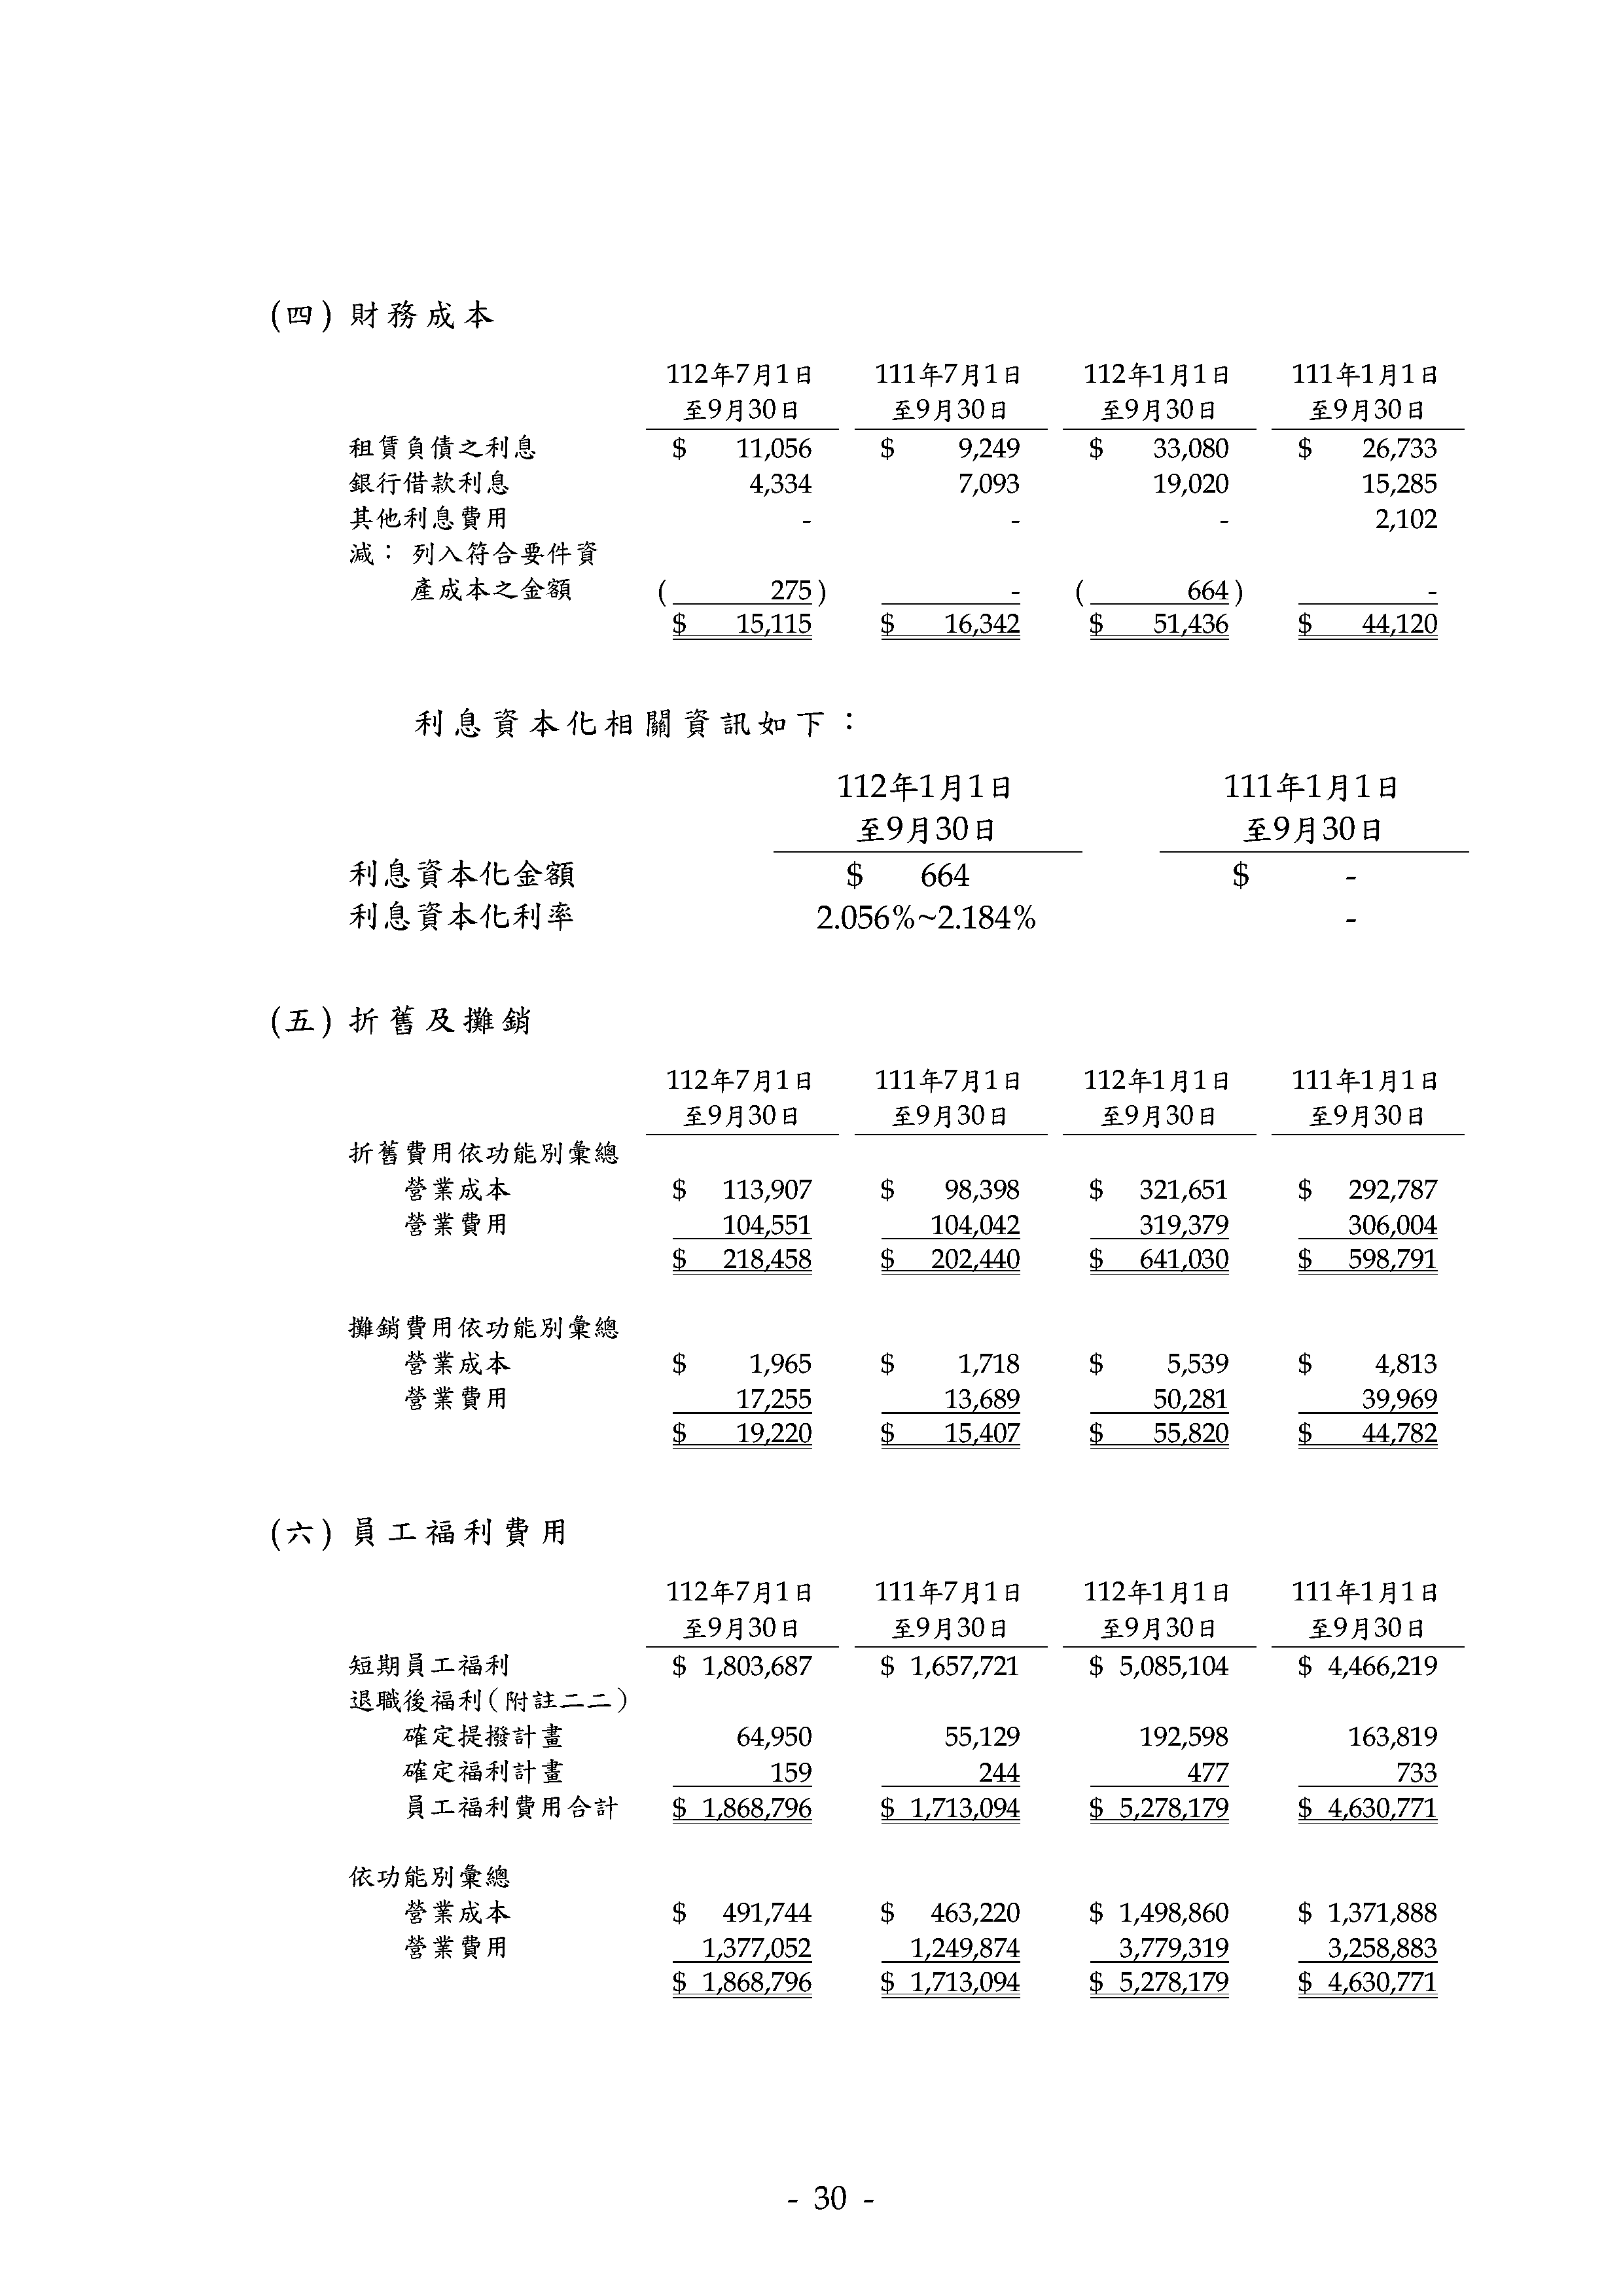 (四) 財務成本
112年7月1日 111年7月1日 112年1月1日 111年1月1日
至9月30日 至9月30日 至9月30日 至9月30日
租賃負債之利息 $ 11,056 $ 9,249 $ 33,080 $ 26,733
銀行借款利息 4,334 7,093 19,020 15,285
其他利息費用 - - - 2,102
減： 列入符合要件資
產成本之金額 ( 275 ) - ( 664 ) -
$ 15,115 $ 16,342 $ 51,436 $ 44,120
利息資本化相關資訊如下：
112年1月1日 111年1月1日
至9月30日 至9月30日
利息資本化金額 $ 664 $ -
利息資本化利率 2.056%~2.184% -
(五) 折舊及攤銷
112年7月1日 111年7月1日 112年1月1日 111年1月1日
至9月30日 至9月30日 至9月30日 至9月30日
折舊費用依功能別彙總
營業成本 $ 113,907 $ 98,398 $ 321,651 $ 292,787
營業費用 104,551 104,042 319,379 306,004
$ 218,458 $ 202,440 $ 641,030 $ 598,791
攤銷費用依功能別彙總
營業成本 $ 1,965 $ 1,718 $ 5,539 $ 4,813
營業費用 17,255 13,689 50,281 39,969
$ 19,220 $ 15,407 $ 55,820 $ 44,782
(六) 員工福利費用
112年7月1日 111年7月1日 112年1月1日 111年1月1日
至9月30日 至9月30日 至9月30日 至9月30日
短期員工福利 $ 1,803,687 $ 1,657,721 $ 5,085,104 $ 4,466,219
退職後福利（附註二二）
確定提撥計畫 64,950 55,129 192,598 163,819
確定福利計畫 159 244 477 733
員工福利費用合計 $ 1,868,796 $ 1,713,094 $ 5,278,179 $ 4,630,771
依功能別彙總
營業成本 $ 491,744 $ 463,220 $ 1,498,860 $ 1,371,888
營業費用 1,377,052 1,249,874 3,779,319 3,258,883
$ 1,868,796 $ 1,713,094 $ 5,278,179 $ 4,630,771
- 30 -